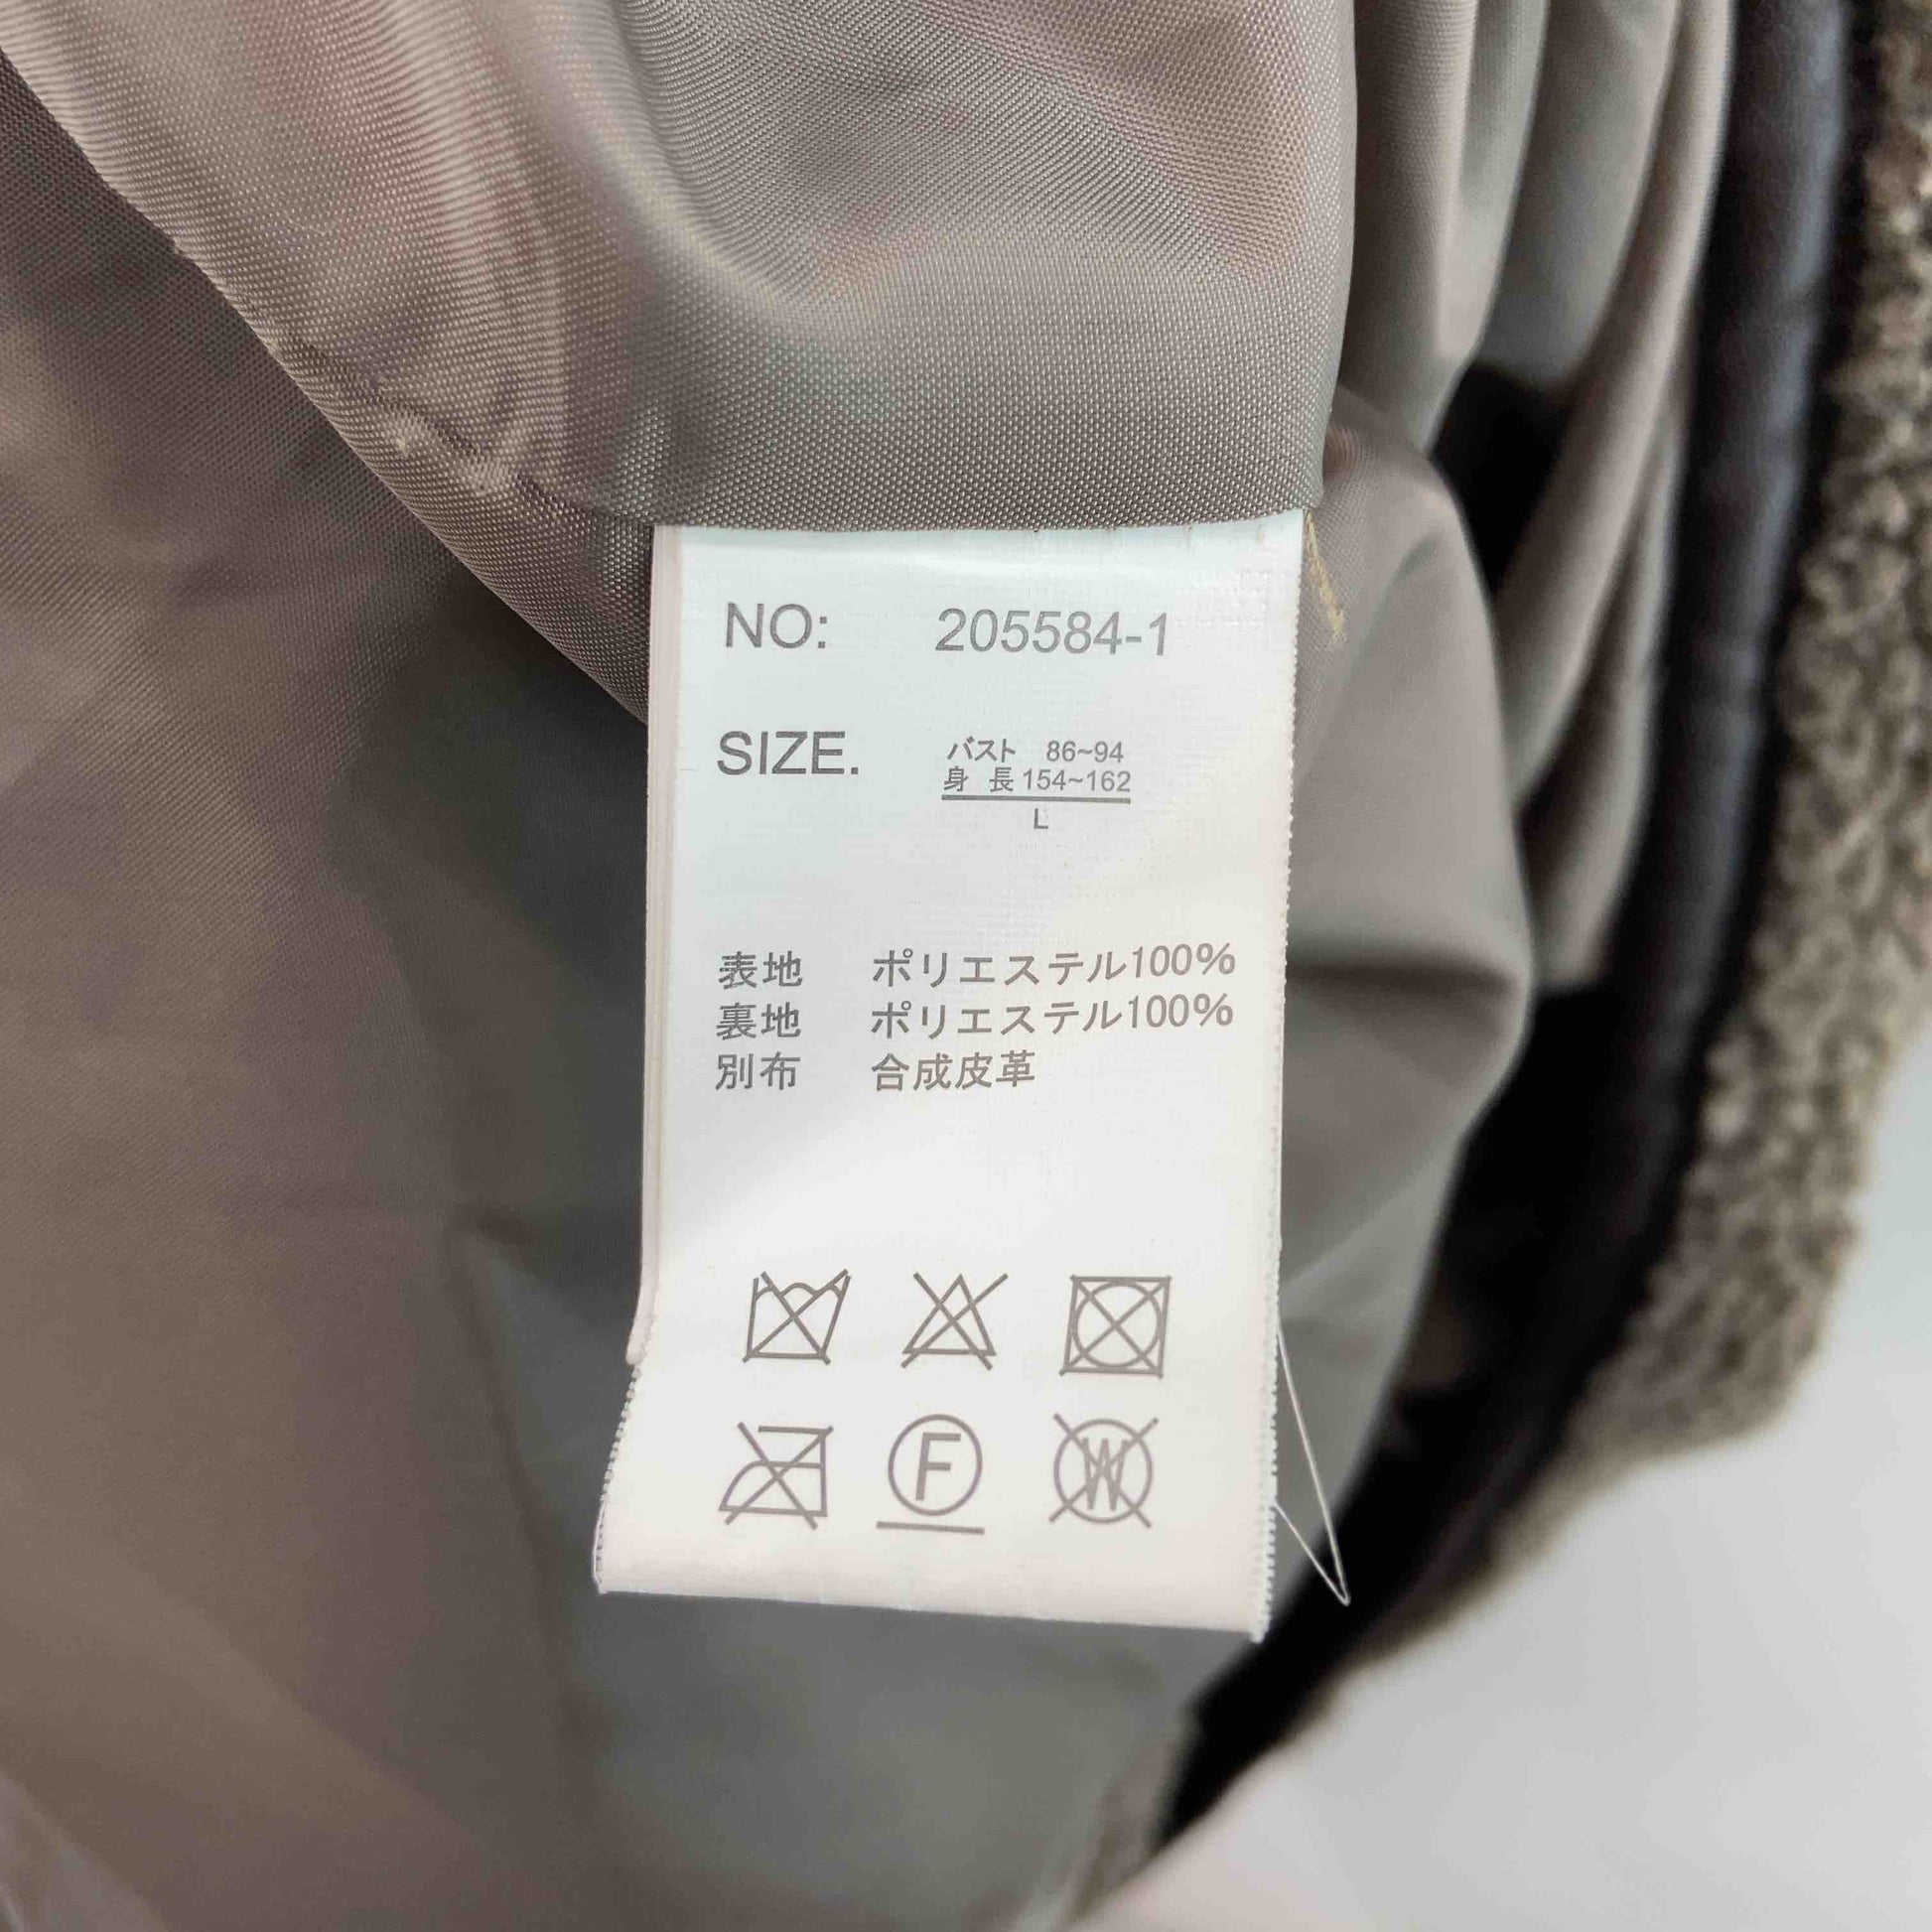 NO: 205584-1
SIZE. バスト 86~94
身 長 154~162
L
表地 ポリエステル100%
裏地 ポリエステル100%
別布 合成皮革
F W